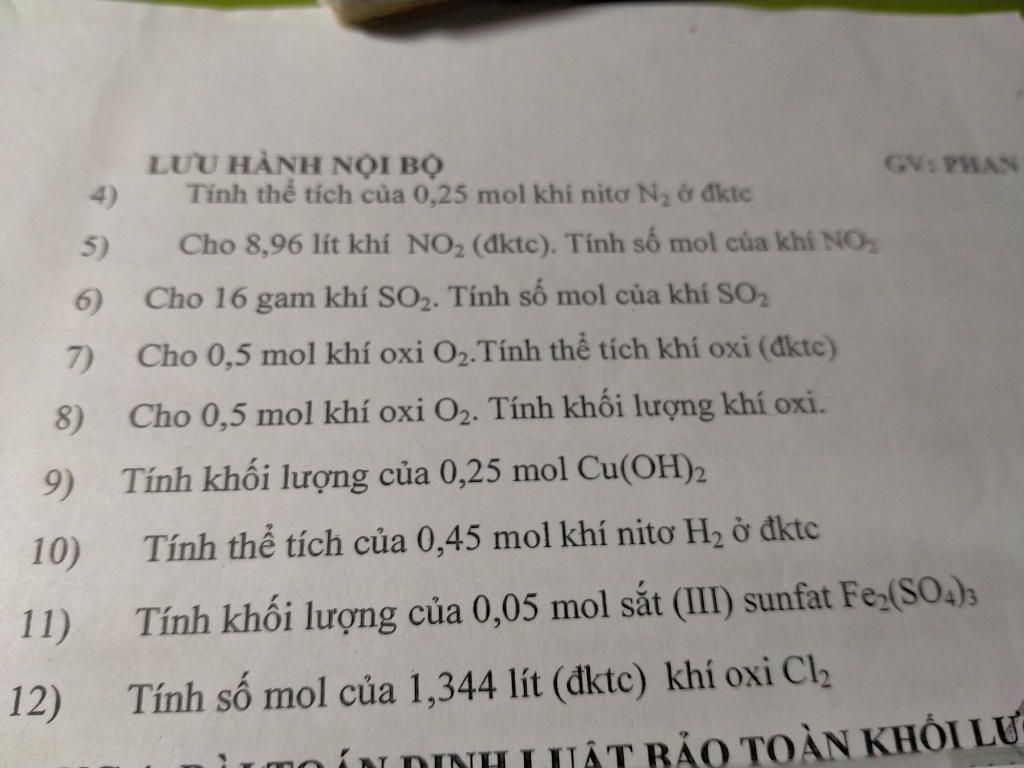 LƯU HÀNH NỘI BỘ GV: PHAN
4) Tính thể tích của 0,25 mol khí nitơ N₂ ở đktc
5) Cho 8,96 lít khí NO₂ (đktc). Tính số mol của khí NO₂
6) Cho 16 gam khí SO₂. Tính số mol của khí SO₂
7) Cho 0,5 mol khí oxi O₂.Tính thể tích khí oxi (đktc)
8) Cho 0,5 mol khí oxi O₂. Tính khối lượng khí oxi.
9) Tính khối lượng của 0,25 mol Cu(OH)₂
10) Tính thể tích của 0,45 mol khí nitơ H₂ ở đktc
11) Tính khối lượng của 0,05 mol sắt (III) sunfat Fe₂(SO₄)₃
12) Tính số mol của 1,344 lít (đktc) khí oxi Cl₂
TOÁN ĐỊNH LUẬT BẢO TOÀN KHỐI